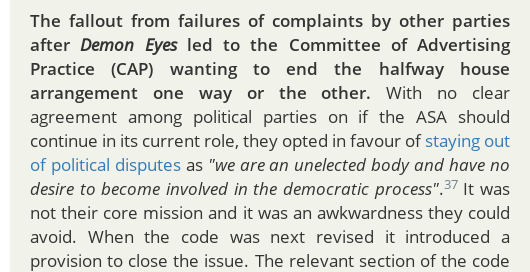 The fallout from failures of complaints by other parties
after Demon Eyes led to the Committee of Advertising
Practice (CAP) wanting to end the halfway house
arrangement one way or the other. With no clear
agreement among political parties on if the ASA should
continue in its current role, they opted in favour of staying out
of political disputes as "we are an unelected body and have no
desire to become involved in the democratic process".37 It was
not their core mission and it was an awkwardness they could
avoid. When the code was next revised it introduced a
provision to close the issue. The relevant section of the code